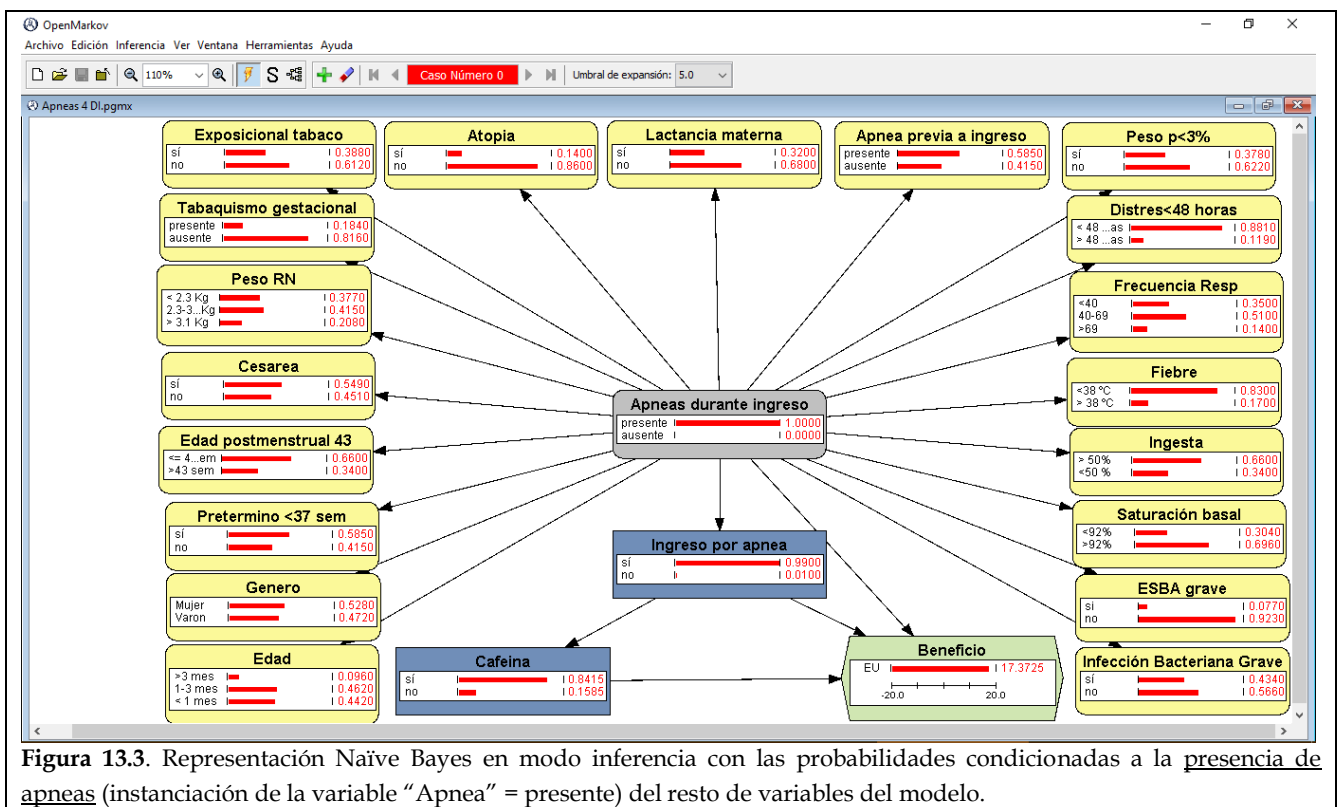 OpenMarkov
Archivo Edición Inferencia Ver Ventana Herramientas Ayuda
110% S Caso Número 0 Umbral de expansión: 5.0
Apneas 4 DI.pgmx
Exposicional tabaco
sí 0.3880
no 0.6120
Atopia
sí 0.1400
no 0.8600
Lactancia materna
sí 0.3200
no 0.6800
Apnea previa a ingreso
presente 0.5850
ausente 0.4150
Peso p<3%
sí 0.3780
no 0.6220
Tabaquismo gestacional
presente 0.1840
ausente 0.8160
Distres<48 horas
< 48 ...as 0.8810
> 48 ...as 0.1190
Peso RN
< 2.3 Kg 0.3770
2.3-3...Kg 0.4150
> 3.1 Kg 0.2080
Frecuencia Resp
<40 0.3500
40-69 0.5100
>69 0.1400
Cesarea
sí 0.5490
no 0.4510
Fiebre
<38 ºC 0.8300
> 38 ºC 0.1700
Apneas durante ingreso
presente 1.0000
ausente 0.0000
Edad postmenstrual 43
<= 4...em 0.6600
>43 sem 0.3400
Ingesta
> 50% 0.6600
<50 % 0.3400
Pretermino <37 sem
sí 0.5850
no 0.4150
Saturación basal
<92% 0.3040
>92% 0.6960
Ingreso por apnea
sí 0.9900
no 0.0100
Genero
Mujer 0.5280
Varon 0.4720
ESBA grave
si 0.0770
no 0.9230
Edad
>3 mes 0.0960
1-3 mes 0.4620
< 1 mes 0.4420
Cafeina
sí 0.8415
no 0.1585
Beneficio
EU 17.3725
-20.0 20.0
Infección Bacteriana Grave
sí 0.4340
no 0.5660
Figura 13.3. Representación Naïve Bayes en modo inferencia con las probabilidades condicionadas a la presencia de
apneas (instanciación de la variable “Apnea” = presente) del resto de variables del modelo.